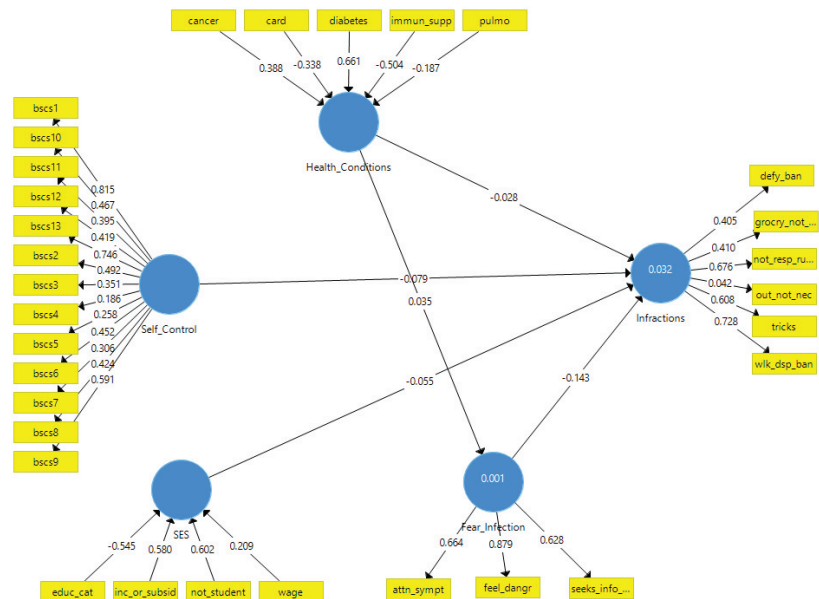 cancer
card
diabetes
immun_supp
pulmo
0.388
-0.338
0.661
-0.504
-0.187
Health_Conditions
bscs1
bscs10
bscs11
bscs12
bscs13
bscs2
bscs3
bscs4
bscs5
bscs6
bscs7
bscs8
bscs9
0.815
0.467
0.395
0.419
0.746
0.492
0.351
0.186
0.258
0.452
0.306
0.424
0.591
Self_Control
-0.028
-0.079
0.035
-0.055
-0.143
0.032
Infractions
0.405
0.410
0.676
0.042
0.608
0.728
defy_ban
grocry_not_...
not_resp_ru...
out_not_nec
tricks
wlk_dsp_ban
SES
-0.545
0.580
0.602
0.209
educ_cat
inc_or_subsid
not_student
wage
0.001
Fear_Infection
0.664
0.879
0.628
attn_sympt
feel_dangr
seeks_info_...